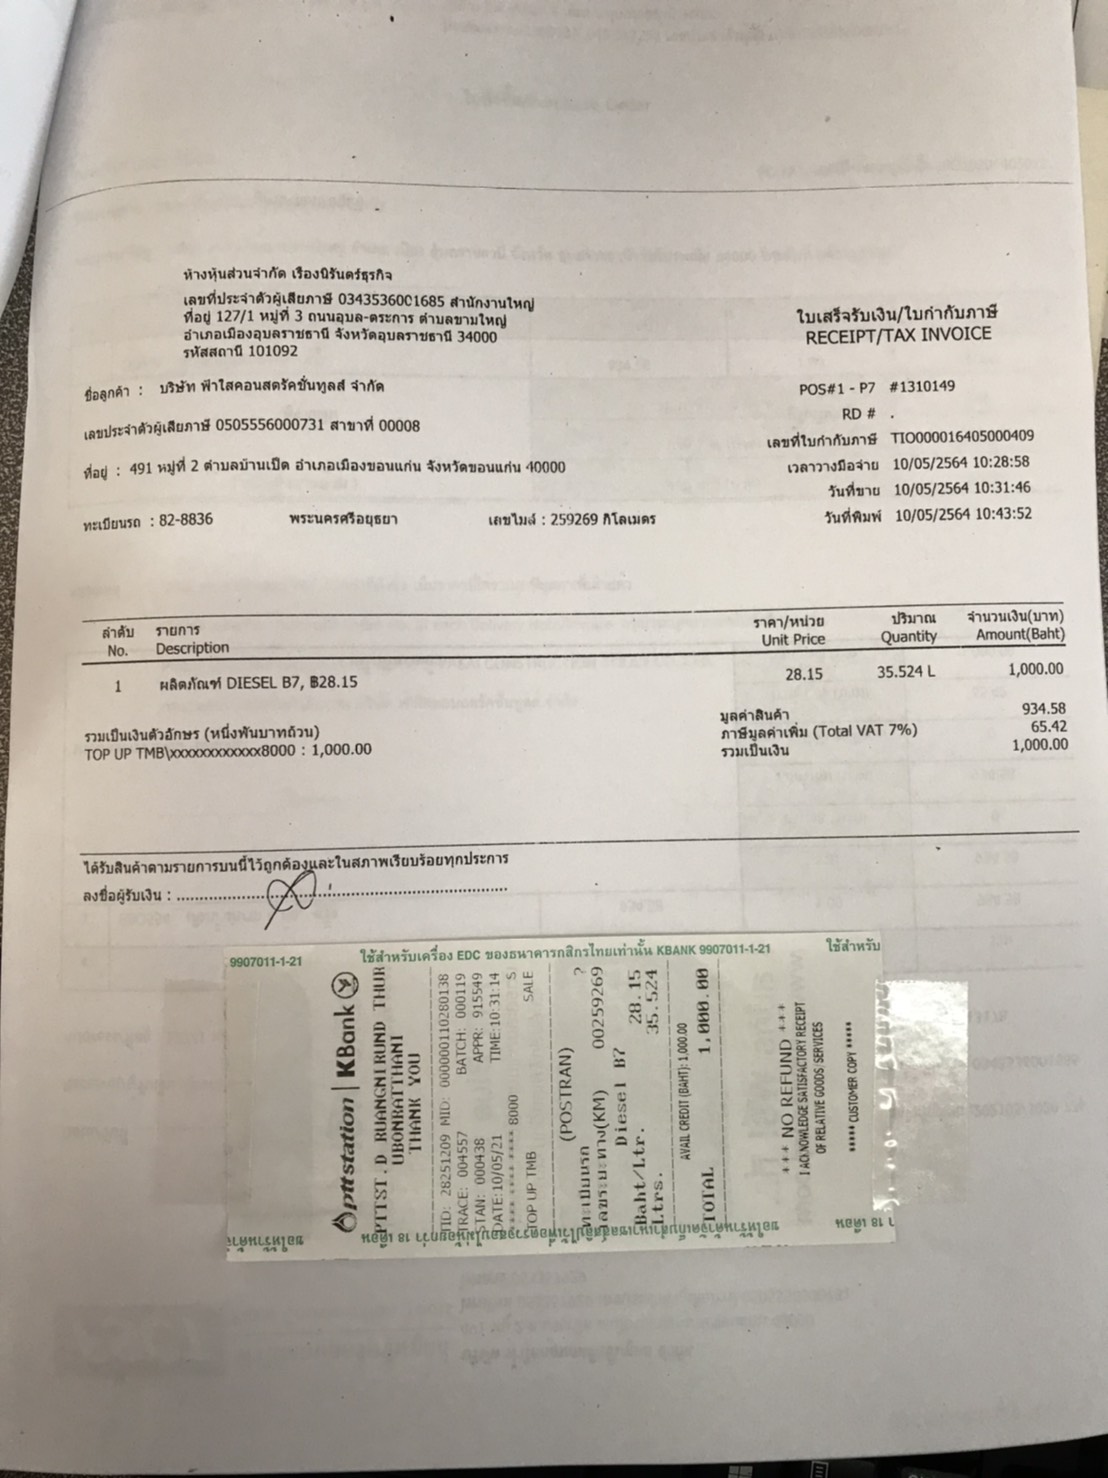 ห้างหุ้นส่วนจำกัด เรืองนิรันดร์ธุรกิจ
เลขที่ประจำตัวผู้เสียภาษี 0343536001685 สำนักงานใหญ่
ที่อยู่ 127/1 หมู่ที่ 3 ถนนอุบล-ตระการ ตำบลขามใหญ่
อำเภอเมืองอุบลราชธานี จังหวัดอุบลราชธานี 34000
รหัสสถานี 101092
ใบเสร็จรับเงิน/ใบกำกับภาษี
RECEIPT/TAX INVOICE
ชื่อลูกค้า : บริษัท ฟ้าใสคอนสตรัคชั่นทูลส์ จำกัด
POS#1 - P7 #1310149
RD # .
เลขประจำตัวผู้เสียภาษี 0505556000731 สาขาที่ 00008
เลขที่ใบกำกับภาษี TIO000016405000409
ที่อยู่ : 491 หมู่ที่ 2 ตำบลบ้านเป็ด อำเภอเมืองขอนแก่น จังหวัดขอนแก่น 40000
เวลาวางมือจ่าย 10/05/2564 10:28:58
วันที่ขาย 10/05/2564 10:31:46
ทะเบียนรถ : 82-8836 พระนครศรีอยุธยา เลขไมล์ : 259269 กิโลเมตร
วันที่พิมพ์ 10/05/2564 10:43:52
ลำดับ รายการ ราคา/หน่วย ปริมาณ จำนวนเงิน(บาท)
No. Description Unit Price Quantity Amount(Baht)
1 ผลิตภัณฑ์ DIESEL B7, ฿28.15 28.15 35.524 L 1,000.00
มูลค่าสินค้า 934.58
รวมเป็นเงินตัวอักษร (หนึ่งพันบาทถ้วน) ภาษีมูลค่าเพิ่ม (Total VAT 7%) 65.42
TOP UP TMB\xxxxxxxxxxxx8000 : 1,000.00 รวมเป็นเงิน 1,000.00
ได้รับสินค้าตามรายการบนนี้ไว้ถูกต้องและในสภาพเรียบร้อยทุกประการ
ลงชื่อผู้รับเงิน :
9907011-1-21 ใช้สำหรับเครื่อง EDC ของธนาคารกสิกรไทยเท่านั้น KBANK 9907011-1-21 ใช้สำหรับ
pttstation | KBank
PTTST.D RUANGNIRUND THUR
UBONRATTHANI
THANK YOU
TID: 28251209 MID: 000000110280138
TRACE: 004557 BATCH: 000119
STAN: 000438 APPR: 915549
DATE:10/05/21 TIME:10:31:14
**** **** **** 8000 S
TOP UP TMB SALE
(POSTRAN)
ทะเบียนรถ ?
เลขระยะทาง(KM) 00259269
Diesel B7
Baht/Ltr. 28.15
Ltrs. 35.524
AVAIL CREDIT (BAHT): 1,000.00
TOTAL 1,000.00
+++ NO REFUND +++
I ACKNOWLEDGE SATISFACTORY RECEIPT
OF RELATIVE GOODS/SERVICES
***** CUSTOMER COPY *****